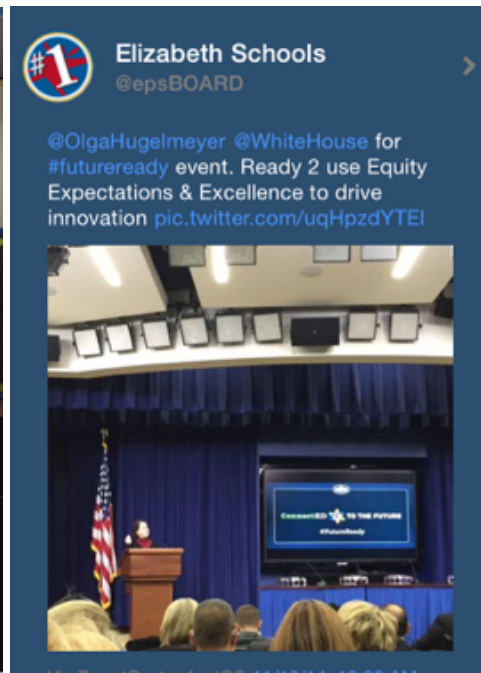 #1
Elizabeth Schools
@epsBOARD
@OlgaHugelmeyer @WhiteHouse for
#futureready event. Ready 2 use Equity
Expectations & Excellence to drive
innovation pic.twitter.com/uqHpzdYTEI
ConnectED TO THE FUTURE
#FutureReady